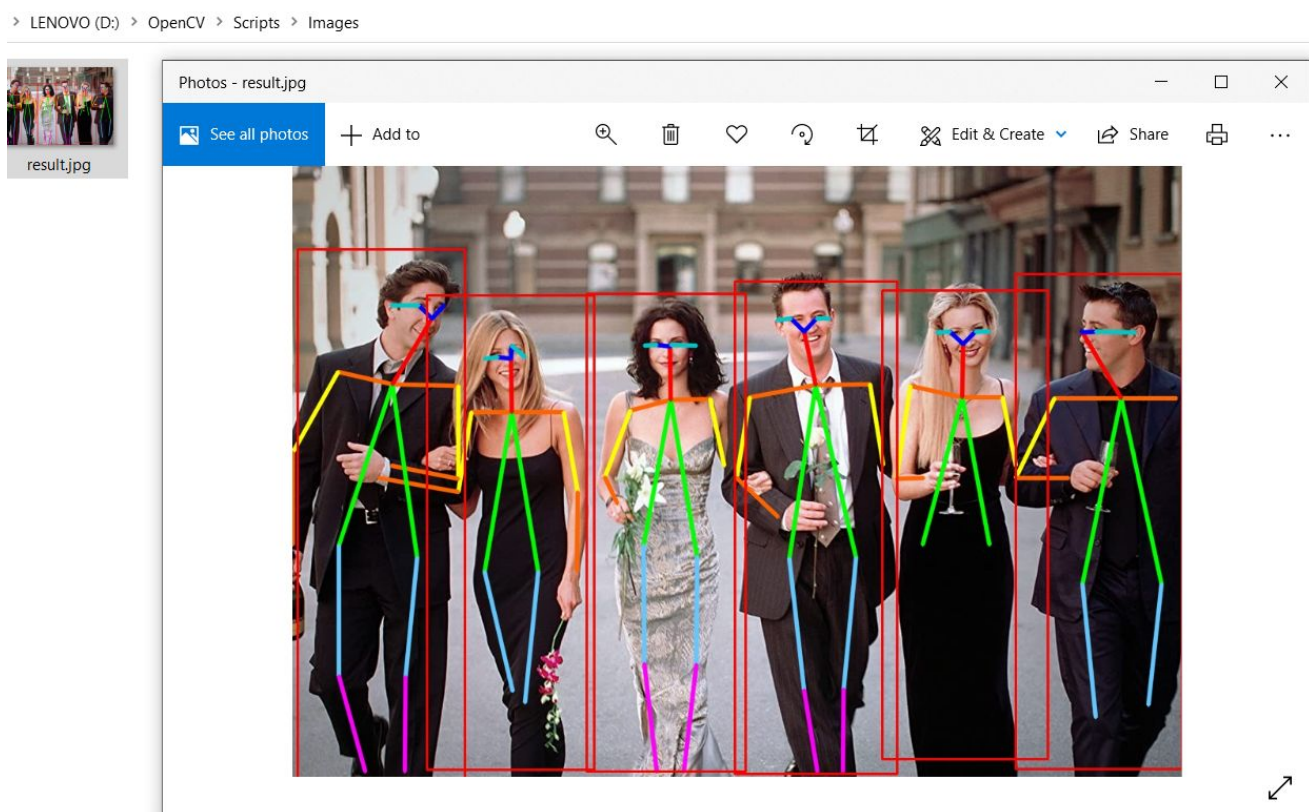 > LENOVO (D:) > OpenCV > Scripts > Images
result.jpg
Photos - result.jpg
See all photos
Add to
Edit & Create
Share